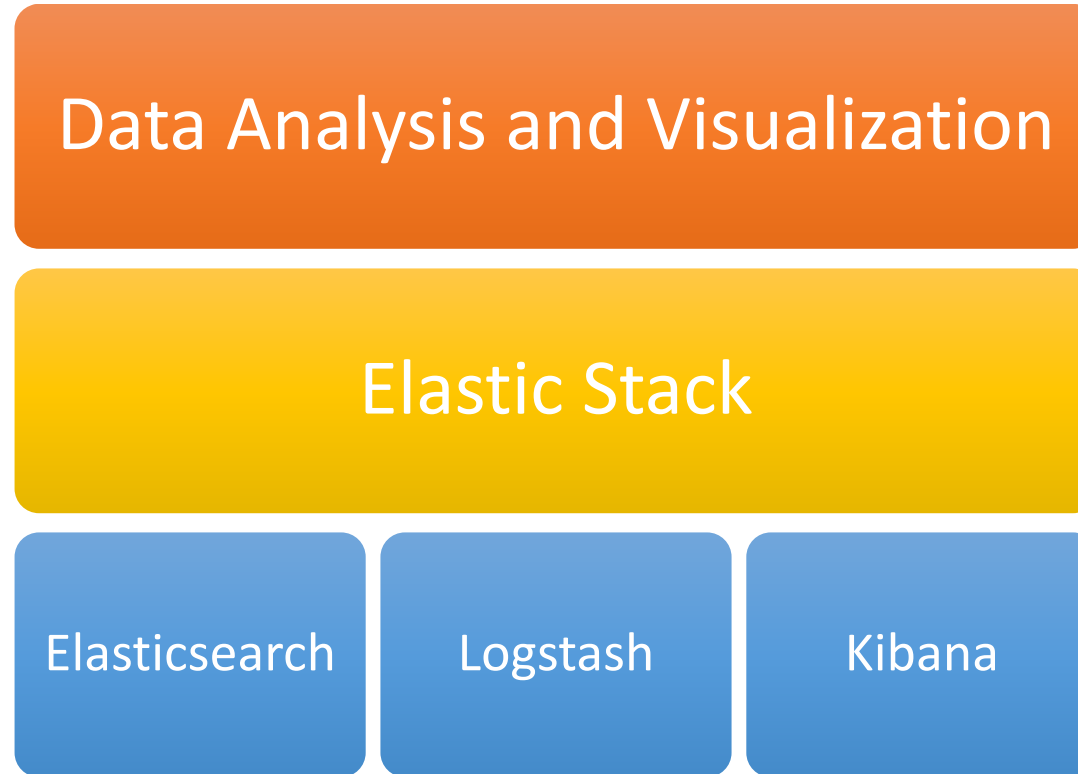 Data Analysis and Visualization
Elastic Stack
Elasticsearch
Logstash
Kibana